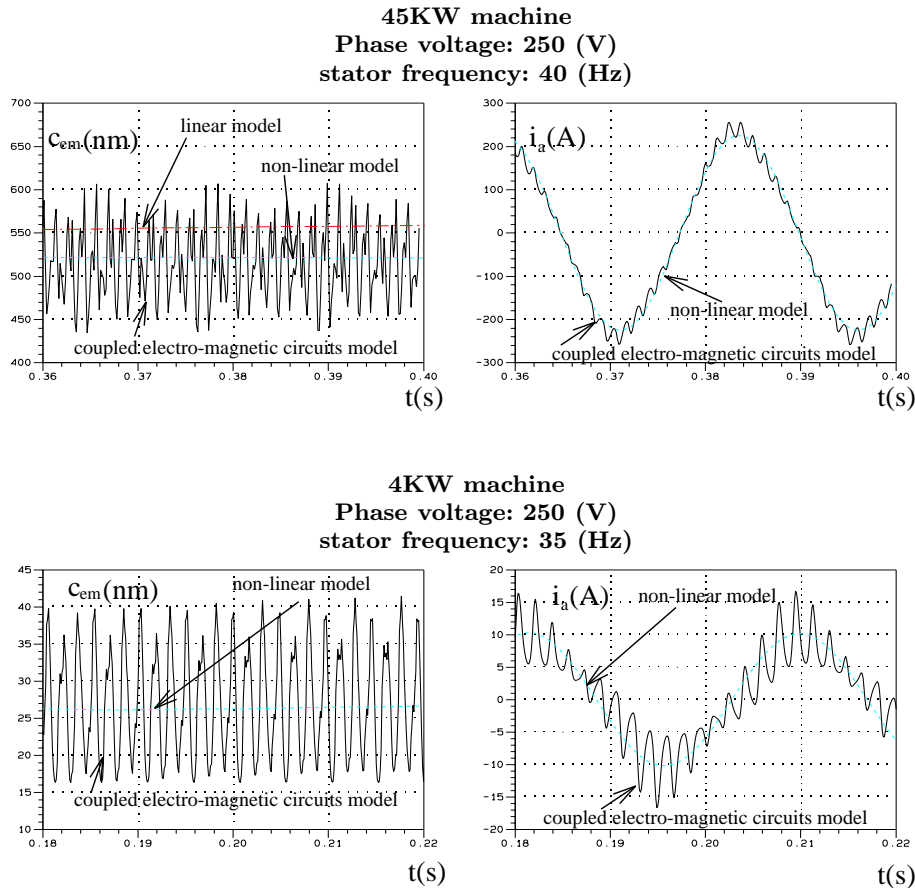 45KW machine
Phase voltage: 250 (V)
stator frequency: 40 (Hz)
700
650
600
550
500
450
400
0.36
0.37
0.38
0.39
0.40
c_em(nm)
linear model
non-linear model
coupled electro-magnetic circuits model
t(s)
300
200
100
0
-100
-200
-300
0.36
0.37
0.38
0.39
0.40
i_a(A)
non-linear model
coupled electro-magnetic circuits model
t(s)
4KW machine
Phase voltage: 250 (V)
stator frequency: 35 (Hz)
45
40
35
30
25
20
15
10
0.18
0.19
0.20
0.21
0.22
c_em(nm)
non-linear model
coupled electro-magnetic circuits model
t(s)
20
15
10
5
0
-5
-10
-15
-20
0.18
0.19
0.20
0.21
0.22
i_a(A)
non-linear model
coupled electro-magnetic circuits model
t(s)